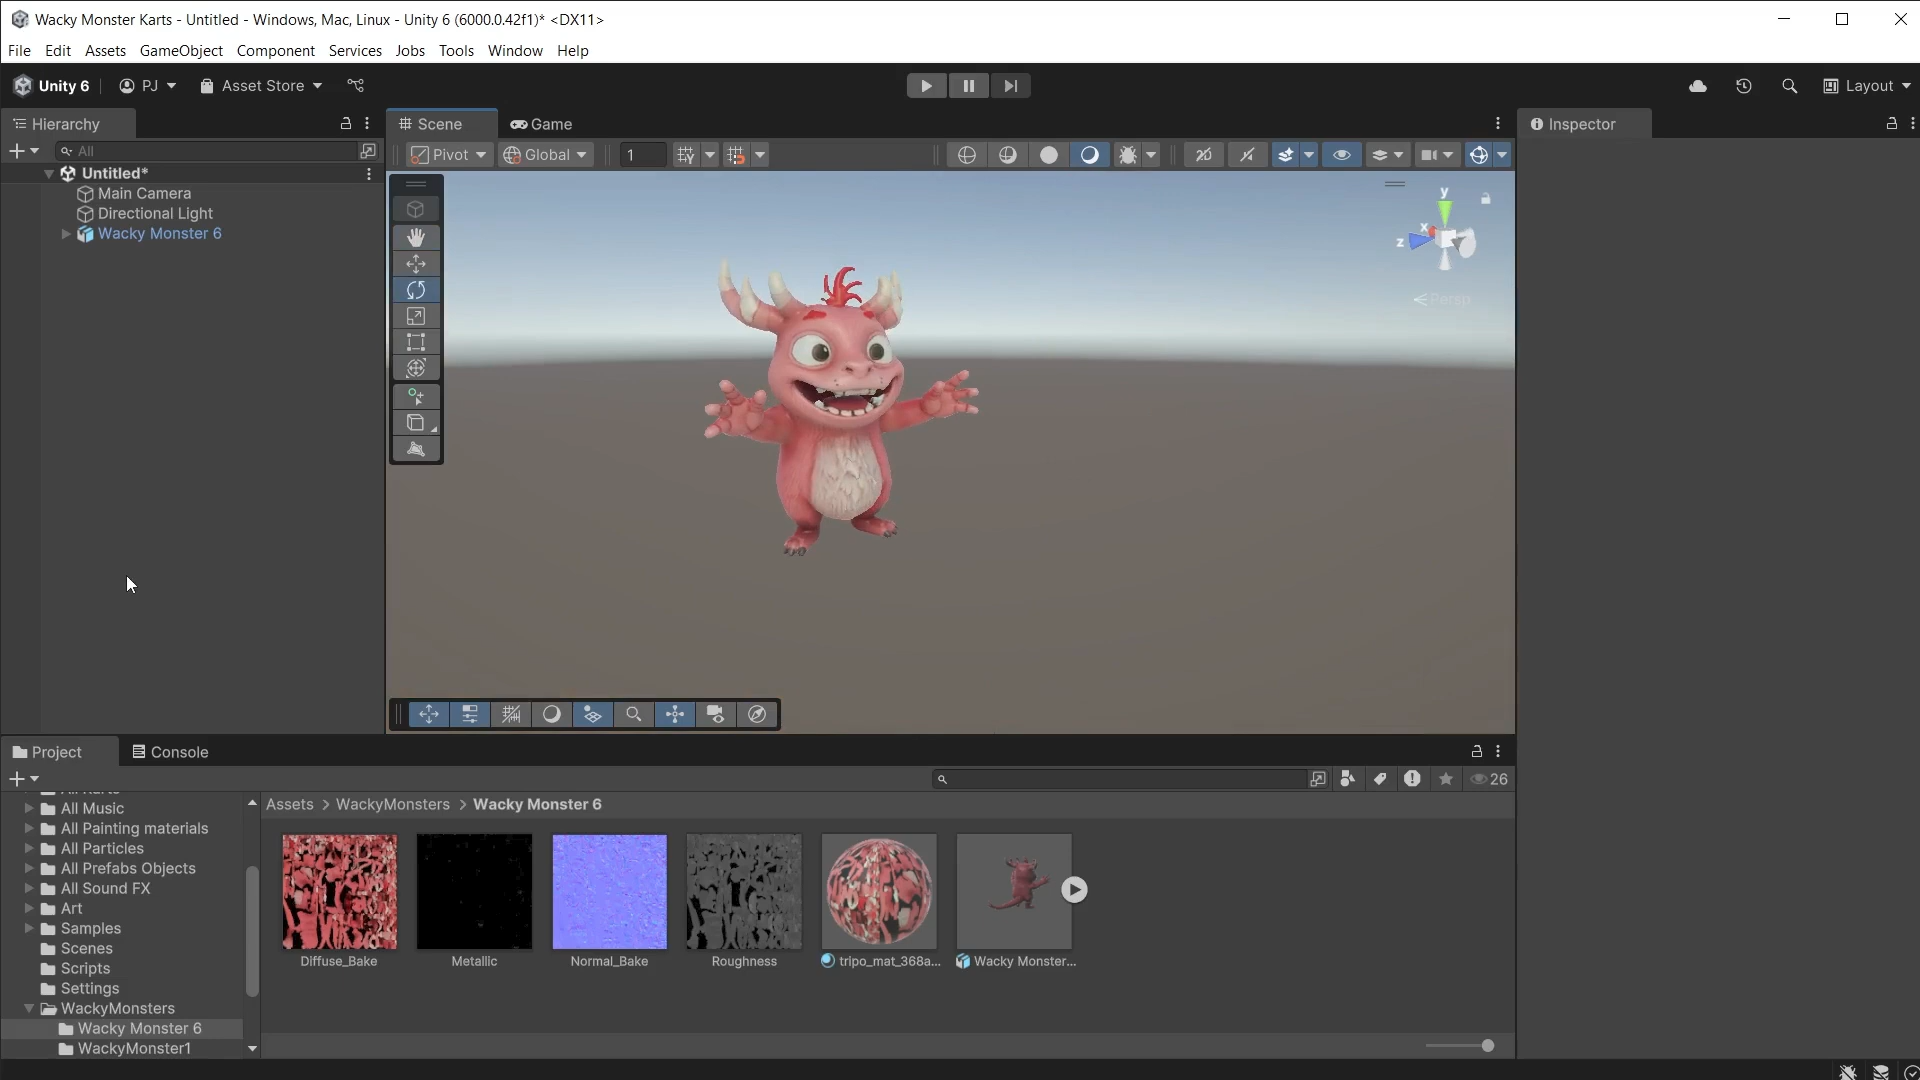 Wacky Monster Karts - Untitled - Windows, Mac, Linux - Unity 6 (6000.0.42f1)* <DX11>
File Edit Assets GameObject Component Services Jobs Tools Window Help
Unity 6 PJ Asset Store Layout
Hierarchy
All
Untitled*
Main Camera
Directional Light
Wacky Monster 6
Scene Game
Pivot Global 1 2D
y
x
z
Persp
Inspector
Project Console
26
All Music
All Painting materials
All Particles
All Prefabs Objects
All Sound FX
Art
Samples
Scenes
Scripts
Settings
WackyMonsters
Wacky Monster 6
WackyMonster1
Assets > WackyMonsters > Wacky Monster 6
Diffuse_Bake Metallic Normal_Bake Roughness tripo_mat_368a... Wacky Monster...